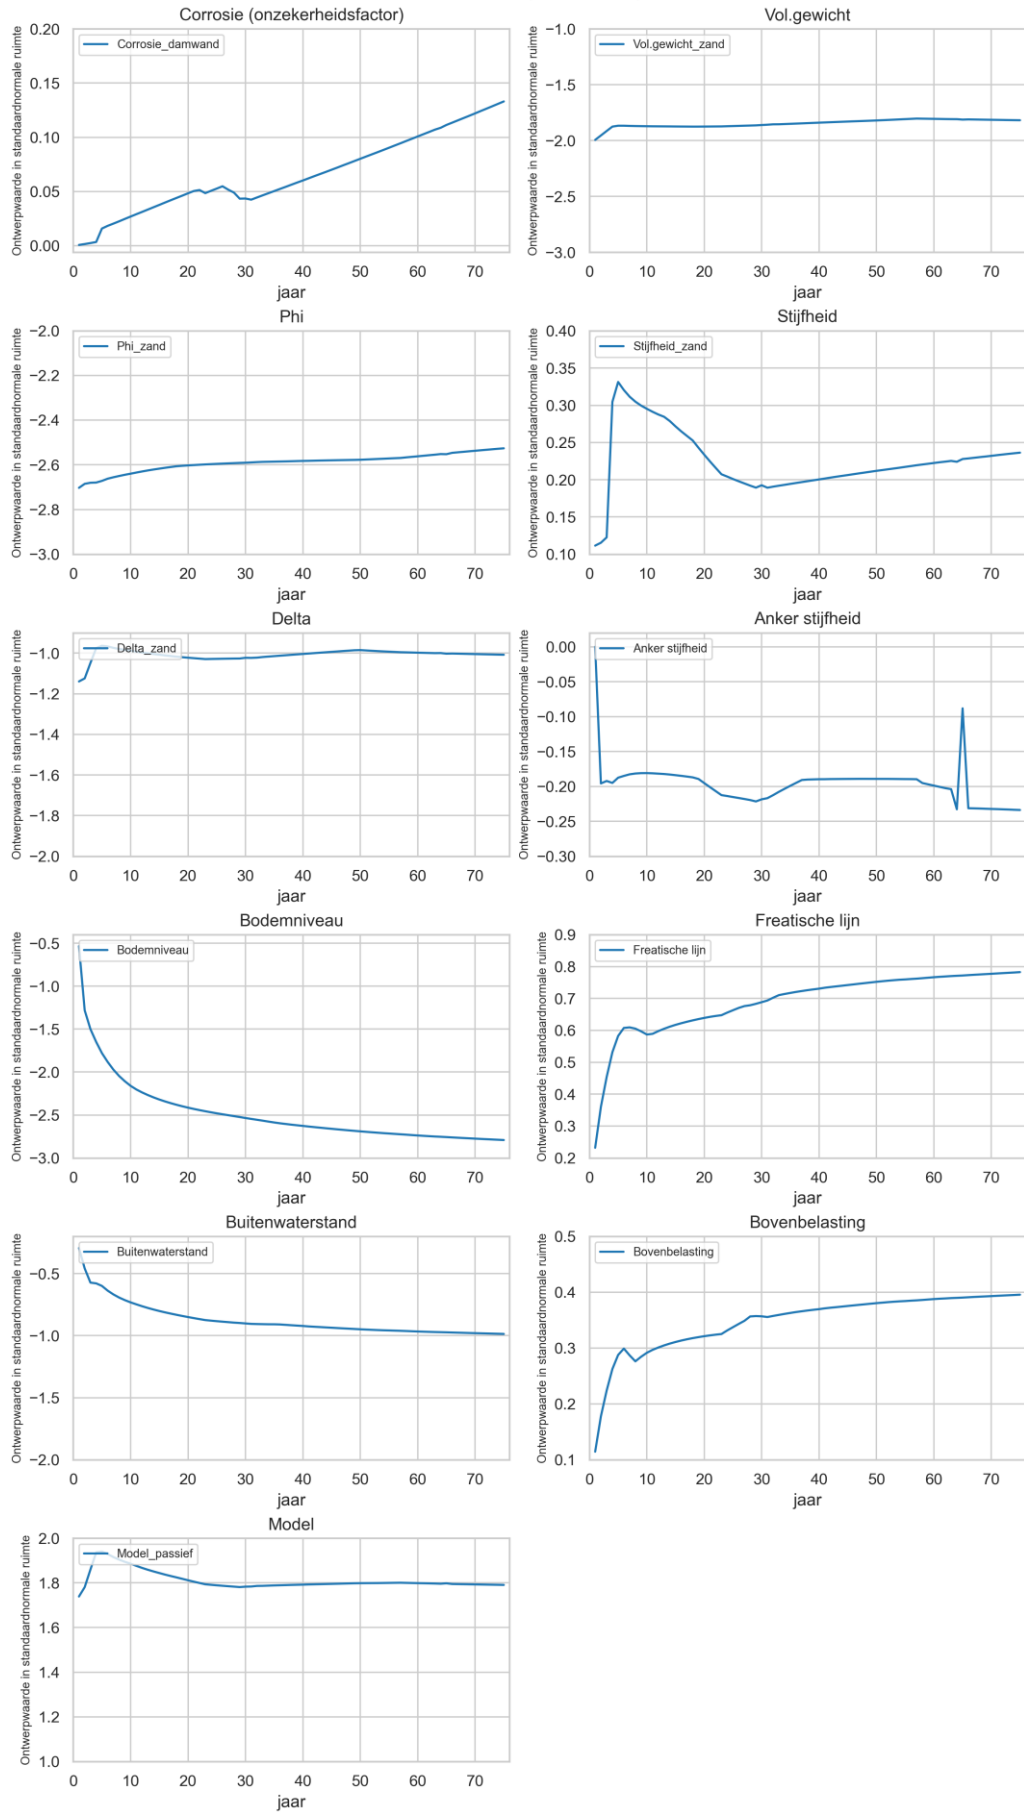 Corrosie (onzekerheidsfactor)
Ontwerpwaarde in standaardnormale ruimte
Corrosie_damwand
0.20
0.15
0.10
0.05
0.00
0 10 20 30 40 50 60 70
jaar
Vol.gewicht
Ontwerpwaarde in standaardnormale ruimte
Vol.gewicht_zand
−1.0
−1.5
−2.0
−2.5
−3.0
0 10 20 30 40 50 60 70
jaar
Phi
Ontwerpwaarde in standaardnormale ruimte
Phi_zand
−2.0
−2.2
−2.4
−2.6
−2.8
−3.0
0 10 20 30 40 50 60 70
jaar
Stijfheid
Ontwerpwaarde in standaardnormale ruimte
Stijfheid_zand
0.40
0.35
0.30
0.25
0.20
0.15
0.10
0 10 20 30 40 50 60 70
jaar
Delta
Ontwerpwaarde in standaardnormale ruimte
Delta_zand
−1.0
−1.2
−1.4
−1.6
−1.8
−2.0
0 10 20 30 40 50 60 70
jaar
Anker stijfheid
Ontwerpwaarde in standaardnormale ruimte
Anker stijfheid
0.00
−0.05
−0.10
−0.15
−0.20
−0.25
−0.30
0 10 20 30 40 50 60 70
jaar
Bodemniveau
Ontwerpwaarde in standaardnormale ruimte
Bodemniveau
−0.5
−1.0
−1.5
−2.0
−2.5
−3.0
0 10 20 30 40 50 60 70
jaar
Freatische lijn
Ontwerpwaarde in standaardnormale ruimte
Freatische lijn
0.9
0.8
0.7
0.6
0.5
0.4
0.3
0.2
0 10 20 30 40 50 60 70
jaar
Buitenwaterstand
Ontwerpwaarde in standaardnormale ruimte
Buitenwaterstand
−0.5
−1.0
−1.5
−2.0
0 10 20 30 40 50 60 70
jaar
Bovenbelasting
Ontwerpwaarde in standaardnormale ruimte
Bovenbelasting
0.5
0.4
0.3
0.2
0.1
0 10 20 30 40 50 60 70
jaar
Model
Ontwerpwaarde in standaardnormale ruimte
Model_passief
2.0
1.8
1.6
1.4
1.2
1.0
0 10 20 30 40 50 60 70
jaar